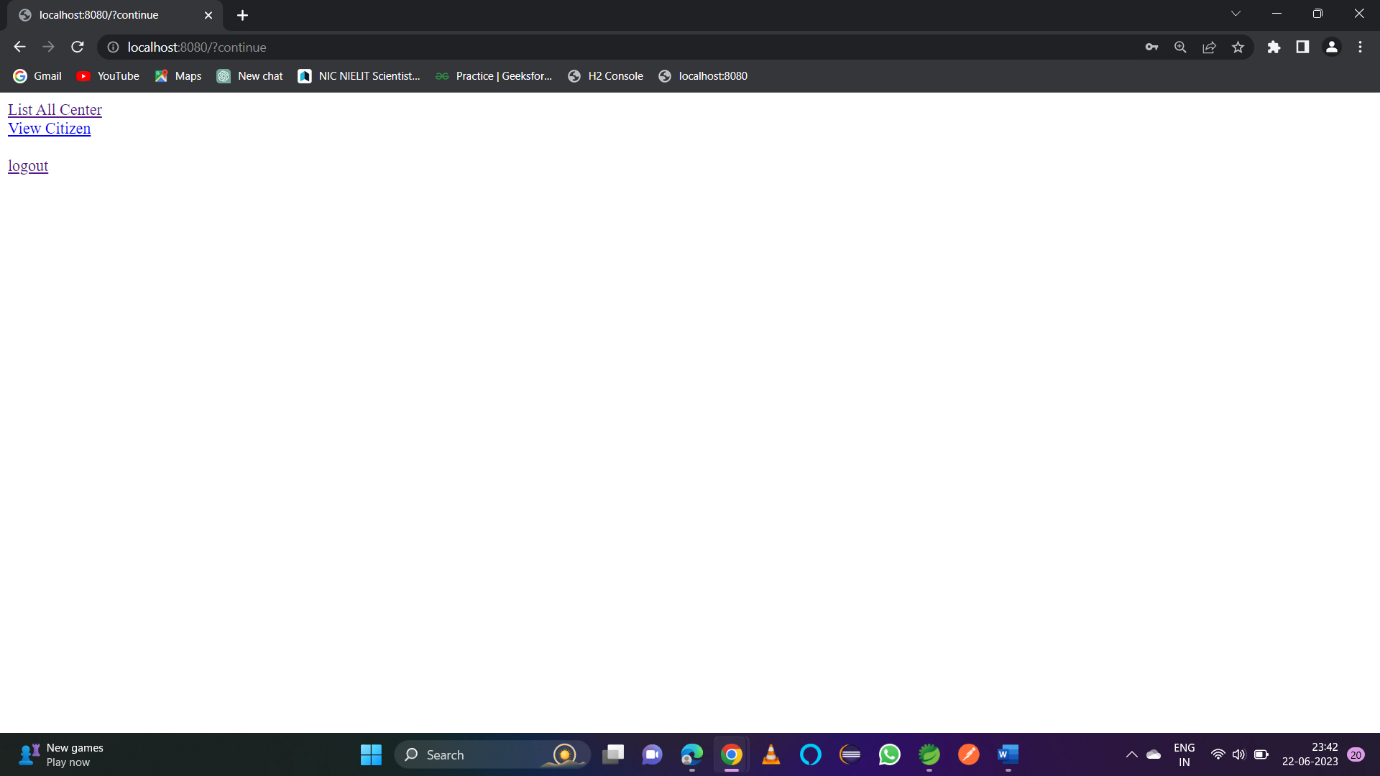 localhost:8080/?continue
localhost:8080/?continue
Gmail YouTube Maps New chat NIC NIELIT Scientist... Practice | Geeksfor... H2 Console localhost:8080
List All Center
View Citizen
logout
New games
Play now
Search
ENG
IN
23:42
22-06-2023
20